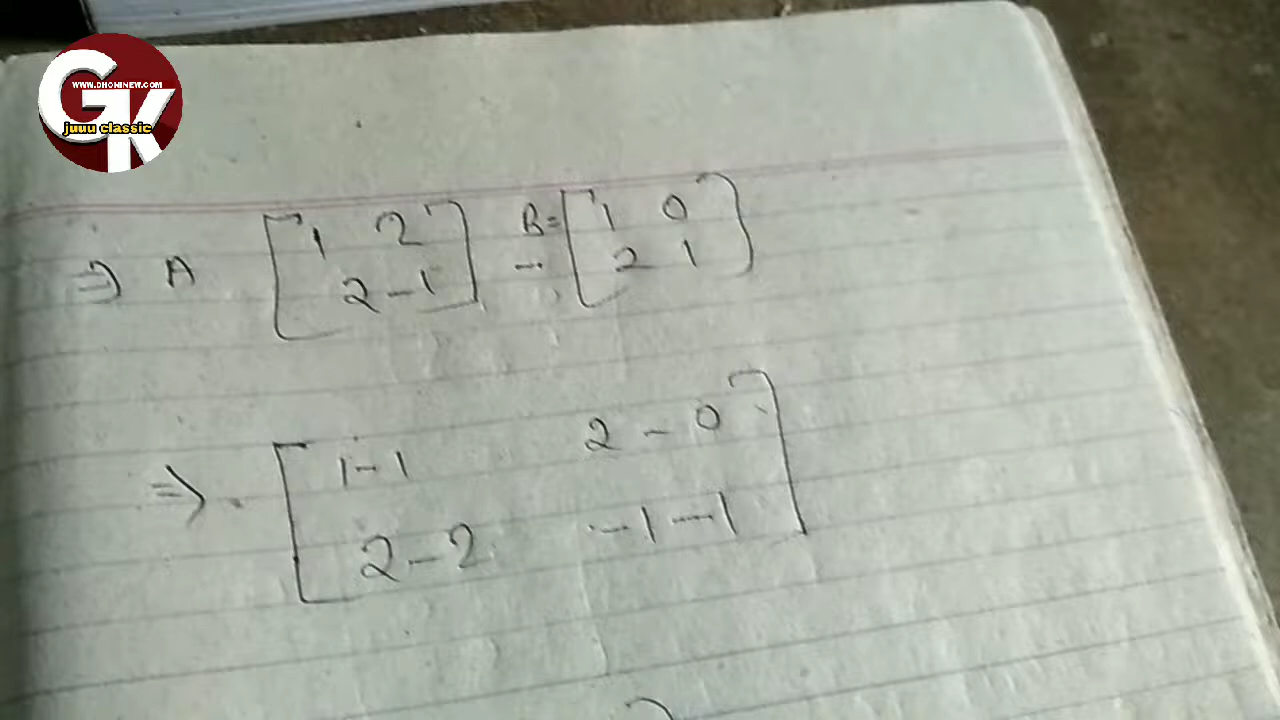 GK
WWW.DHOMINEW.COM
juuu classic
⇒ A [1 2 2 -1] - B= [1 0 2 1]
⇒ [1-1 2-0
2-2 -1-1]